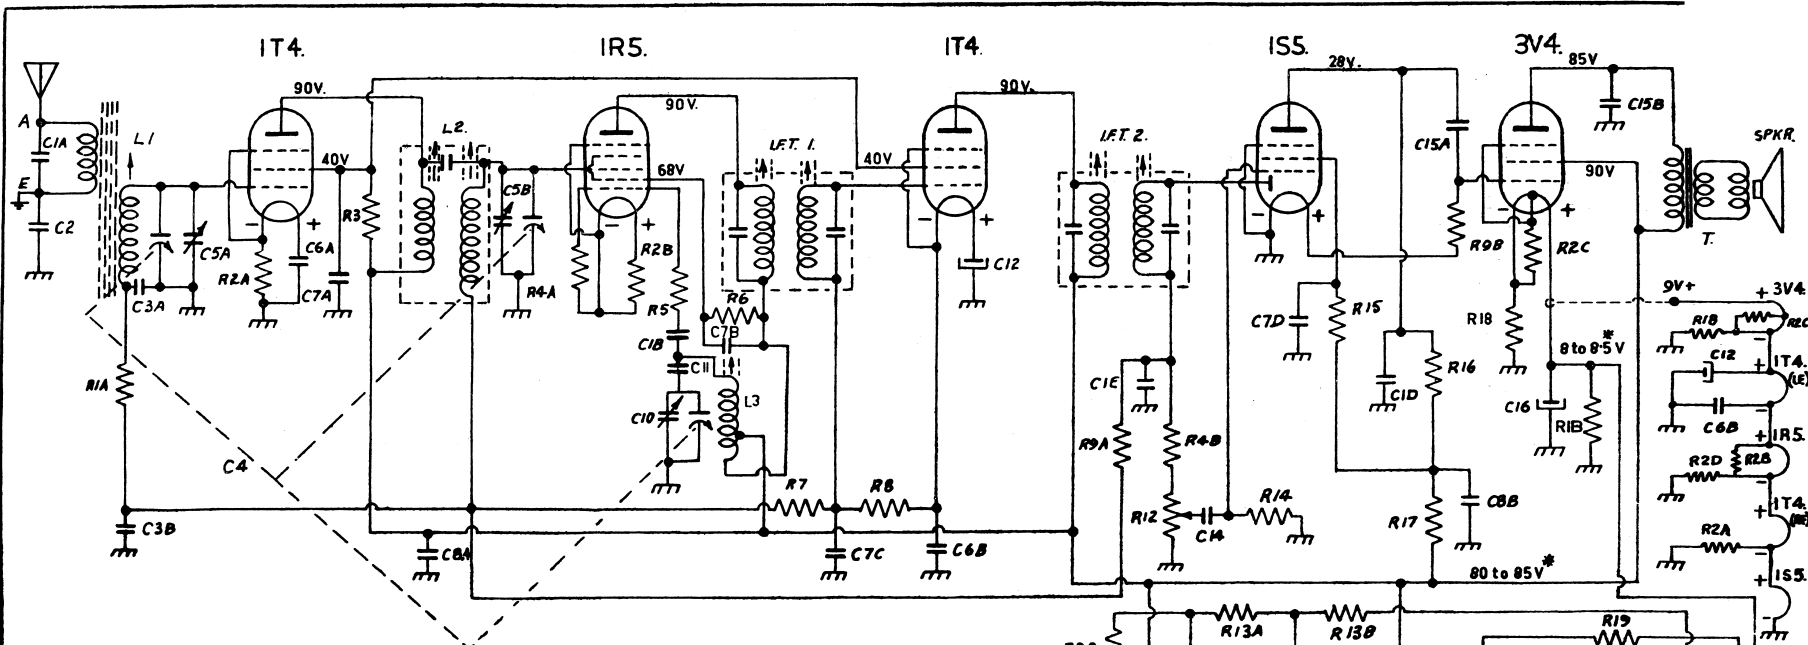 1T4.
1R5.
1T4.
1S5.
3V4.
90V.
90V.
90V.
28V.
85V
A
C1A
E
C2
L1
40V
L2.
C5B
68V
I.F.T. 1.
40V
I.F.T. 2.
C15A
C15B
90V
SPKR.
T.
C3A
C5A
R2A
C6A
C7A
R3
R4A
R2B
R5
R6
C7B
C1B
C11
C10
L3
C12
C7D
R15
R9B
R2C
R18
9V+
8 to 8·5V*
C16
R1B
R1A
C4
C3B
C8A
R7
R8
C7C
C6B
R9A
C1E
R4B
R12
C14
R14
C1D
R16
R17
C8B
80 to 85V*
R13A
R13B
R19
+ 3V4.
R1B
R2C
-
C12
+ 1T4.
(I.F.)
C6B
-
+ 1R5.
R2D
R2B
-
+ 1T4.
R2A
-
+ 1S5.
-